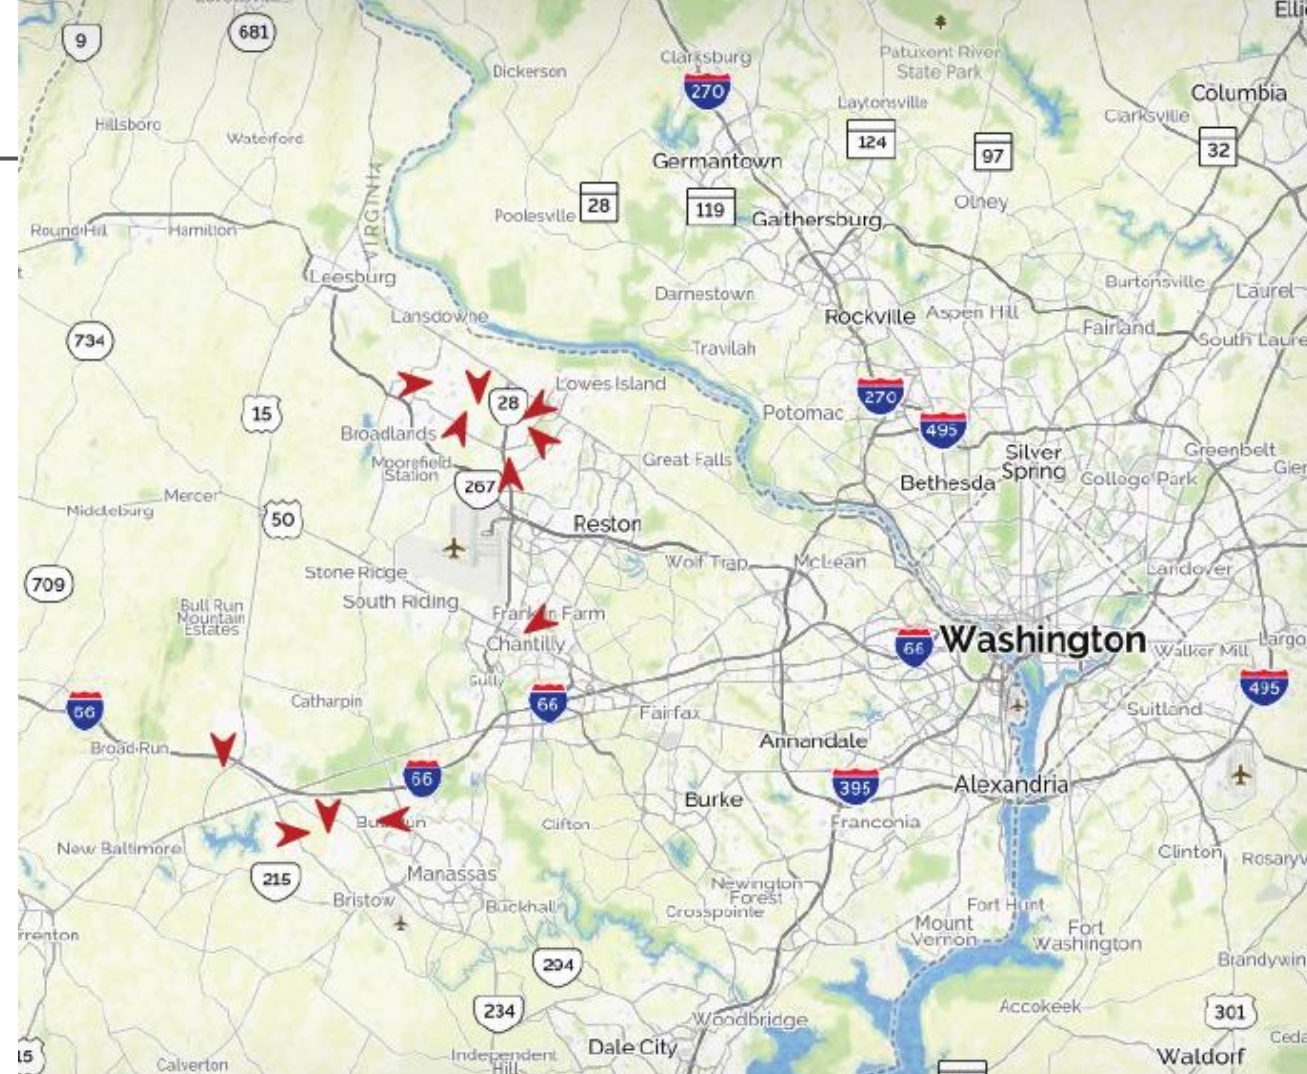 9
681
Dickerson
Clarksburg
270
Patuxent River
State Park
Laytonsville
Columbia
Clarksville
Hillsboro
Waterford
Germantown
124
97
32
VIRGINIA
Poolesville
28
119
Gaithersburg
Olney
Round Hill
Hamilton
Leesburg
Darnestown
Burtonsville
Laurel
Lansdowne
Rockville
Aspen Hill
Fairland
South Laure
734
Travilah
Lowes Island
270
15
28
Potomac
495
Broadlands
Moorefield
Station
Great Falls
Silver
Spring
Greenbelt
Bethesda
College Park
Glen
267
Mercer
Middleburg
50
Reston
Wolf Trap
McLean
Landover
709
Stone Ridge
South Riding
Bull Run
Mountain
Estates
Franklin Farm
Chantilly
66
Washington
Walker Mill
Largo
Sully
495
Catharpin
66
66
Fairfax
Suitland
Broad Run
Annandale
66
395
Alexandria
Burke
Bull Run
Clifton
Franconia
New Baltimore
Clinton
Rosaryv
215
Manassas
Newington
Forest
Bristow
Buckhall
Crosspointe
Fort Hunt
Mount
Vernon
Fort
Washington
rrenton
294
Brandywin
234
Accokeek
301
Woodbridge
15
Calverton
Independent
Hill
Dale City
Waldorf
Ceda